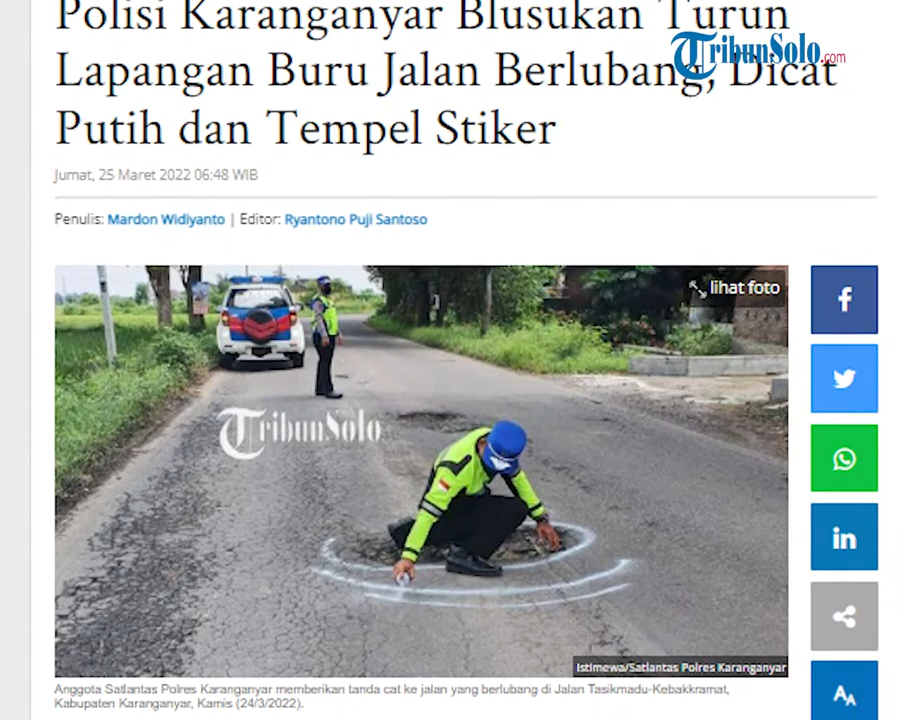 Polisi Karanganyar Blusukan Turun
TribunSolo.com
Lapangan Buru Jalan Berlubang, Dicat
Putih dan Tempel Stiker
Jumat, 25 Maret 2022 06:48 WIB
Penulis: Mardon Widiyanto | Editor: Ryantono Puji Santoso
lihat foto
TribunSolo
Istimewa/Satlantas Polres Karanganyar
Anggota Satlantas Polres Karanganyar memberikan tanda cat ke jalan yang berlubang di Jalan Tasikmadu-Kebakkramat,
Kabupaten Karanganyar, Kamis (24/3/2022).
f
in
AA